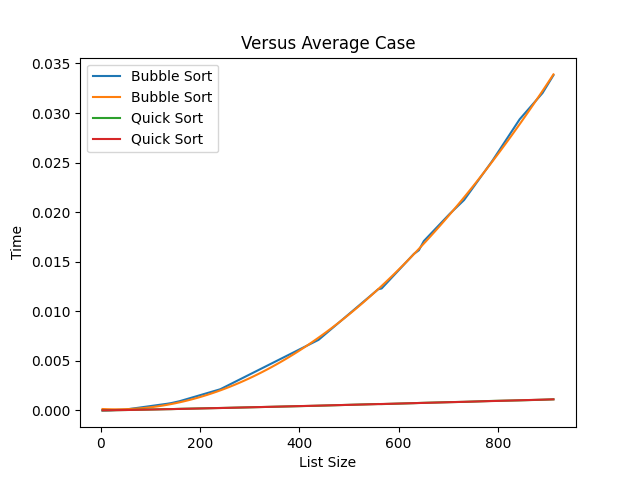 Versus Average Case
Bubble Sort
Bubble Sort
Quick Sort
Quick Sort
0.035
0.030
0.025
0.020
0.015
0.010
0.005
0.000
Time
0 200 400 600 800
List Size